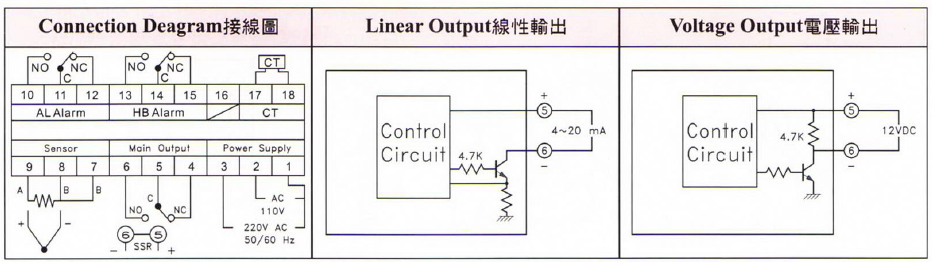 Connection Deagram接線圖
NO
C
NC
NO
C
NC
CT
10 11 12 13 14 15 16 17 18
AL Alarm
HB Alarm
CT
Sensor
Main Output
Power Supply
9 8 7 6 5 4 3 2 1
A
B
B
+
−
NO
C
NC
6 5
− SSR +
AC
110V
220V AC
50/60 Hz
Linear Output線性輸出
Control
Circuit
4.7K
+
5
4~20 mA
6
−
Voltage Output電壓輸出
Control
Circuit
4.7K
+
5
12VDC
6
−